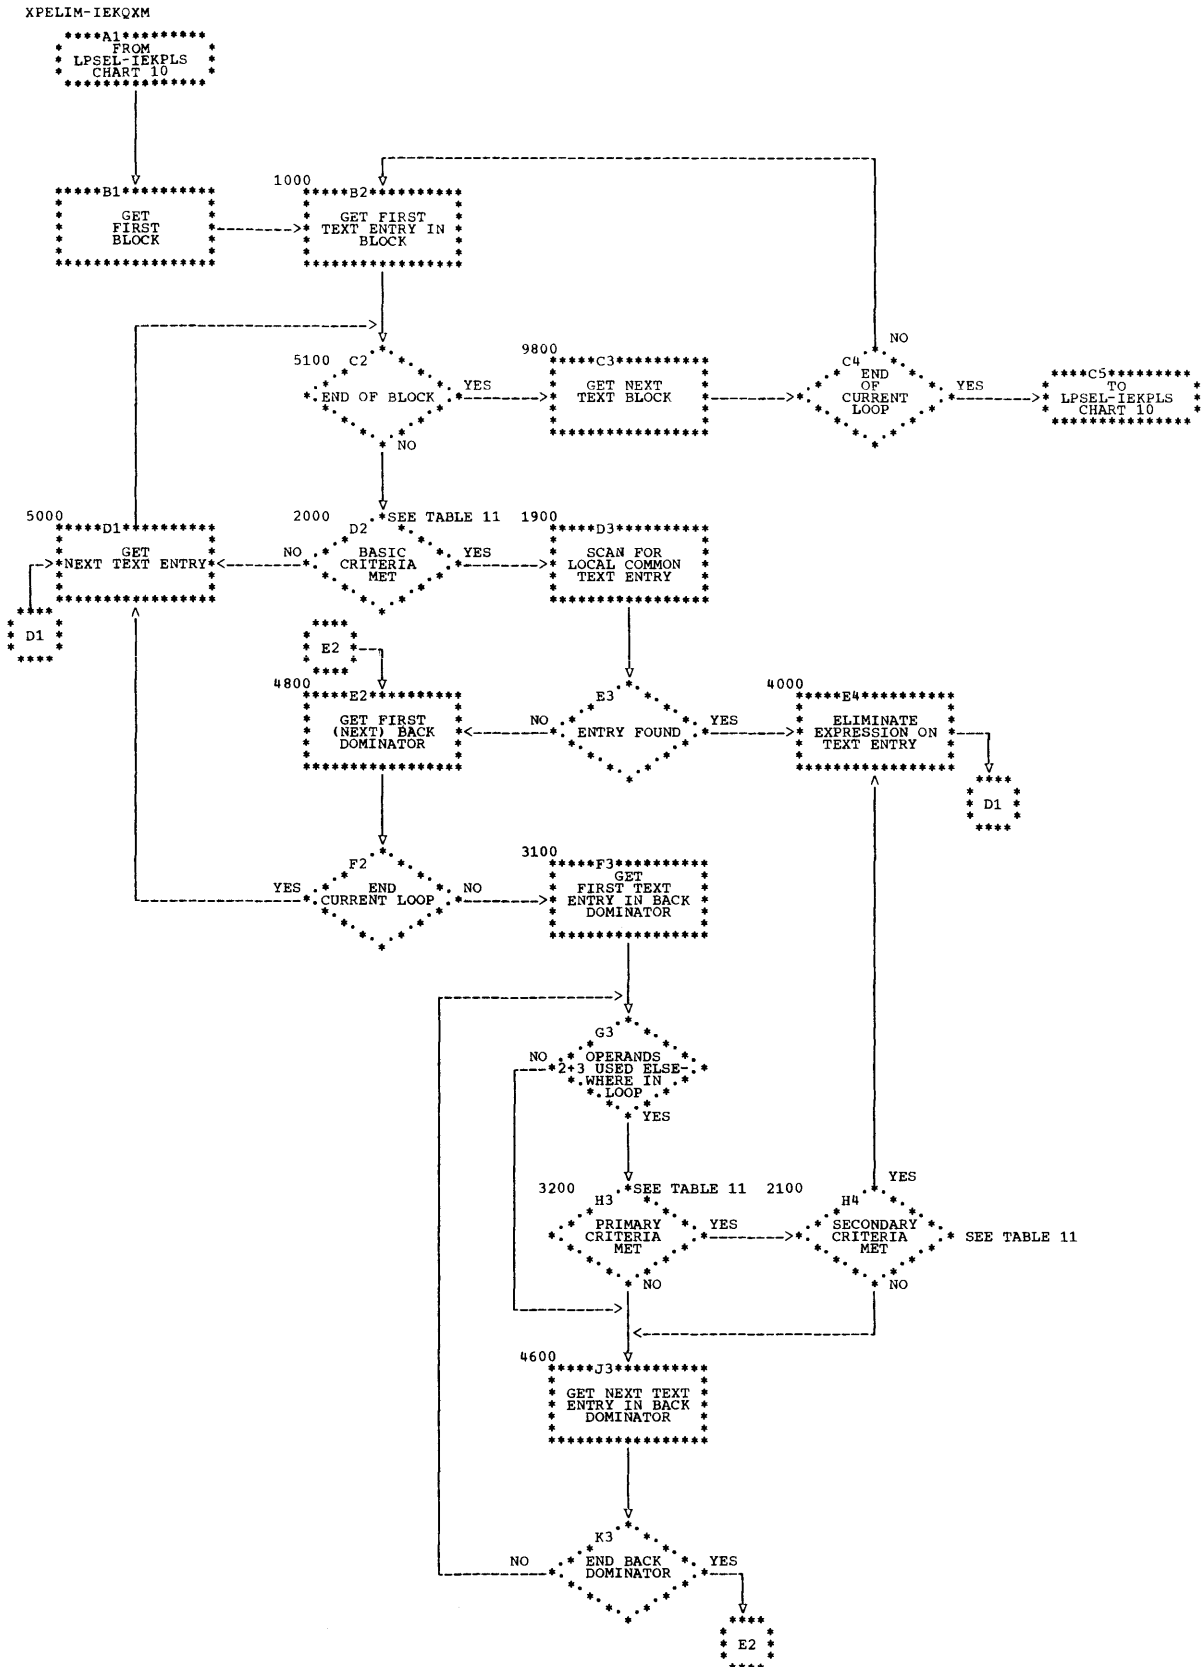 XPELIM-IEKQXM
A1
FROM
LPSEL-IEKPLS
CHART 10
B1
GET
FIRST
BLOCK
1000
B2
GET FIRST
TEXT ENTRY IN
BLOCK
5100
C2
END OF BLOCK
YES
NO
9800
C3
GET NEXT
TEXT BLOCK
NO
C4
END
OF
CURRENT
LOOP
YES
C5
TO
LPSEL-IEKPLS
CHART 10
5000
D1
GET
NEXT TEXT ENTRY
D1
2000
D2
SEE TABLE 11
NO
BASIC
CRITERIA
MET
YES
1900
D3
SCAN FOR
LOCAL COMMON
TEXT ENTRY
E2
4800
E2
GET FIRST
(NEXT) BACK
DOMINATOR
E3
NO
ENTRY FOUND
YES
4000
E4
ELIMINATE
EXPRESSION ON
TEXT ENTRY
D1
F2
YES
END
CURRENT LOOP
NO
3100
F3
GET
FIRST TEXT
ENTRY IN BACK
DOMINATOR
G3
NO
OPERANDS
2+3 USED ELSE-
WHERE IN
LOOP
YES
3200
H3
SEE TABLE 11
PRIMARY
CRITERIA
MET
YES
NO
2100
H4
YES
SECONDARY
CRITERIA
MET
SEE TABLE 11
NO
4600
J3
GET NEXT TEXT
ENTRY IN BACK
DOMINATOR
K3
NO
END BACK
DOMINATOR
YES
E2